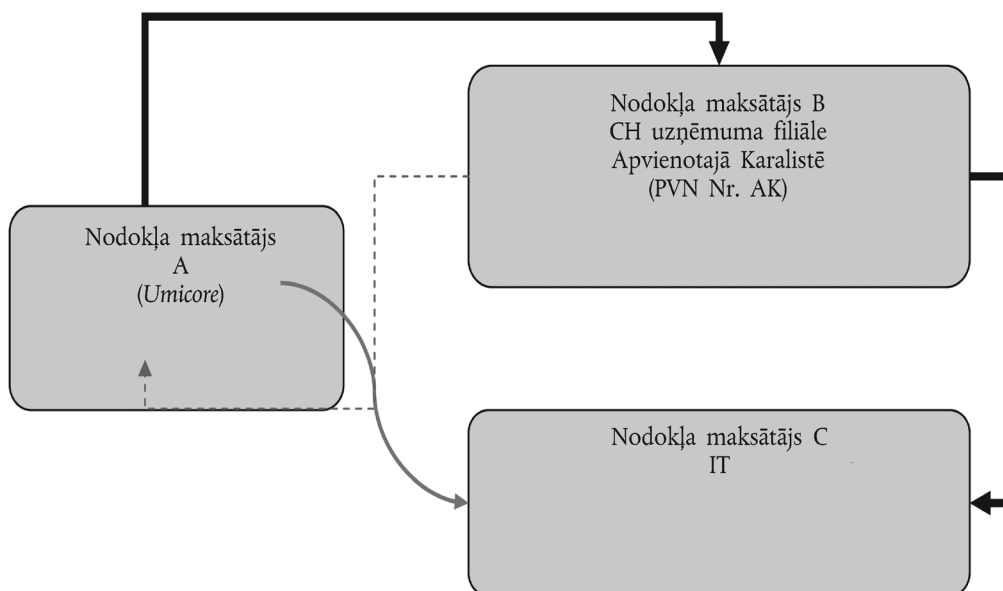 Nodokļa maksātājs B
CH uzņēmuma filiāle
Apvienotajā Karalistē
(PVN Nr. AK)
Nodokļa maksātājs
A
(Umicore)
Nodokļa maksātājs C
IT